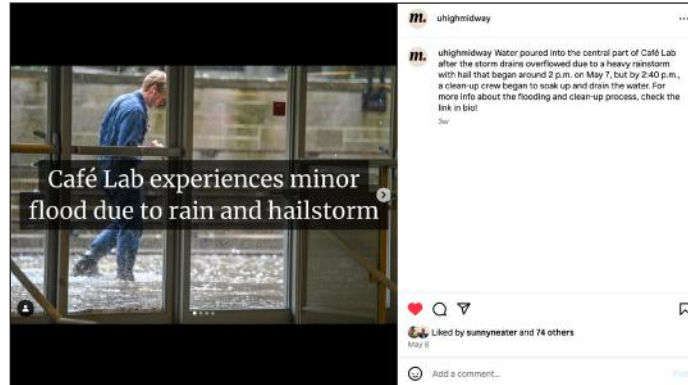 m. uhighmidway
Café Lab experiences minor
flood due to rain and hailstorm
m. uhighmidway Water poured into the central part of Café Lab
after the storm drains overflowed due to a heavy rainstorm
with hail that began around 2 p.m. on May 7, but by 2:40 p.m.,
a clean-up crew began to soak up and drain the water. For
more info about the flooding and clean-up process, check the
link in bio!
3w
Liked by sunnyneater and 74 others
May 8
Add a comment...
Post